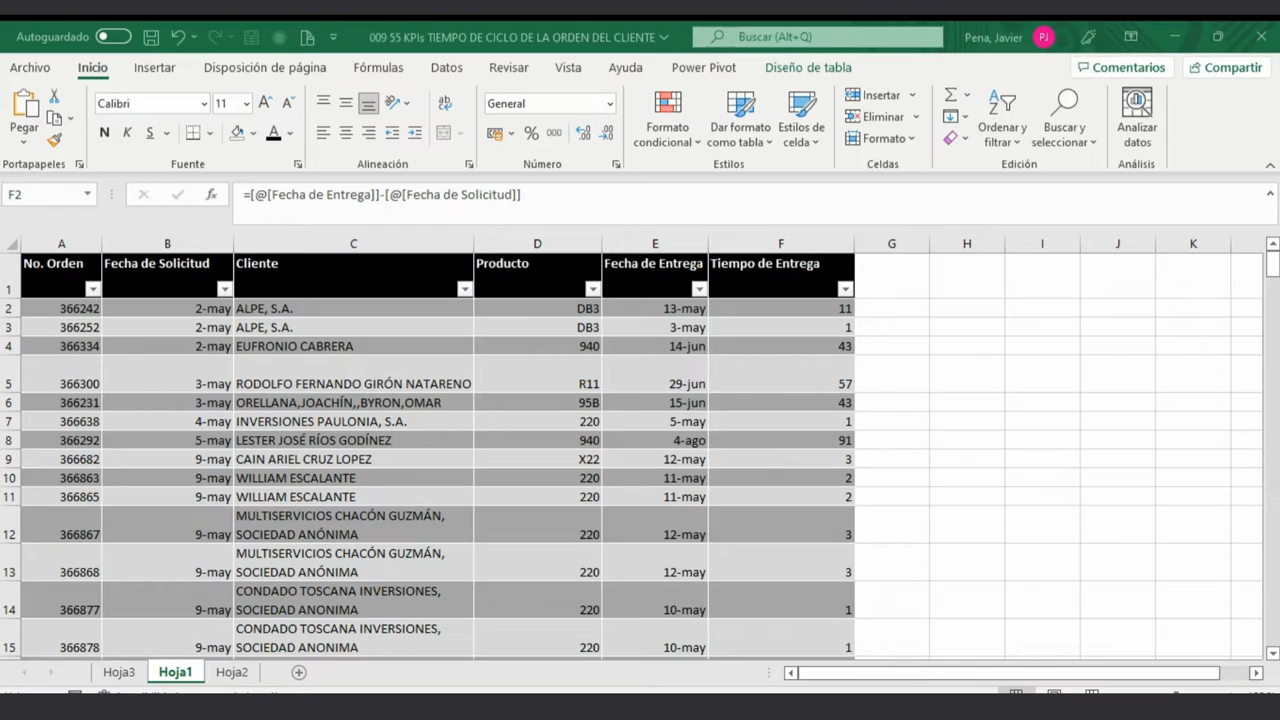 Autoguardado 009 55 KPIs TIEMPO DE CICLO DE LA ORDEN DEL CLIENTE Buscar (Alt+Q) Pena, Javier PJ
Archivo Inicio Insertar Disposición de página Fórmulas Datos Revisar Vista Ayuda Power Pivot Diseño de tabla Comentarios Compartir
Pegar
Portapapeles
Calibri 11
N K S
Fuente
Alineación
General
% 000
Número
Formato condicional
Dar formato como tabla
Estilos de celda
Estilos
Insertar
Eliminar
Formato
Celdas
Ordenar y filtrar
Buscar y seleccionar
Edición
Analizar datos
Análisis
F2 fx =[@[Fecha de Entrega]]-[@[Fecha de Solicitud]]
A B C D E F G H I J K
1 No. Orden Fecha de Solicitud Cliente Producto Fecha de Entrega Tiempo de Entrega
2 366242 2-may ALPE, S.A. DB3 13-may 11
3 366252 2-may ALPE, S.A. DB3 3-may 1
4 366334 2-may EUFRONIO CABRERA 940 14-jun 43
5 366300 3-may RODOLFO FERNANDO GIRÓN NATARENO R11 29-jun 57
6 366231 3-may ORELLANA,JOACHÍN,,BYRON,OMAR 95B 15-jun 43
7 366638 4-may INVERSIONES PAULONIA, S.A. 220 5-may 1
8 366292 5-may LESTER JOSÉ RÍOS GODÍNEZ 940 4-ago 91
9 366682 9-may CAIN ARIEL CRUZ LOPEZ X22 12-may 3
10 366863 9-may WILLIAM ESCALANTE 220 11-may 2
11 366865 9-may WILLIAM ESCALANTE 220 11-may 2
MULTISERVICIOS CHACÓN GUZMÁN,
12 366867 9-may SOCIEDAD ANÓNIMA 220 12-may 3
MULTISERVICIOS CHACÓN GUZMÁN,
13 366868 9-may SOCIEDAD ANÓNIMA 220 12-may 3
CONDADO TOSCANA INVERSIONES,
14 366877 9-may SOCIEDAD ANONIMA 220 10-may 1
CONDADO TOSCANA INVERSIONES,
15 366878 9-may SOCIEDAD ANONIMA 220 10-may 1
Hoja3 Hoja1 Hoja2